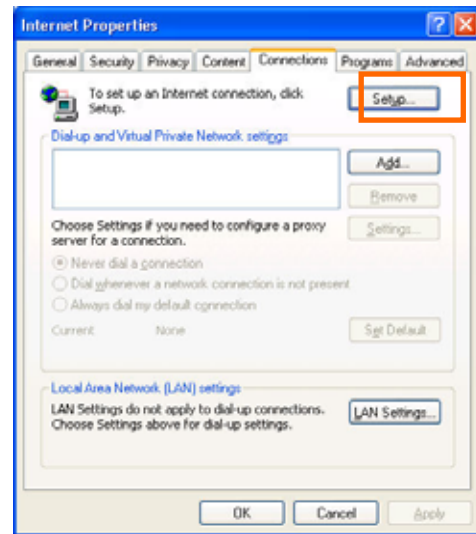 Internet Properties
General Security Privacy Content Connections Programs Advanced
To set up an Internet connection, click
Setup.
Setup...
Dial-up and Virtual Private Network settings
Add...
Remove
Choose Settings if you need to configure a proxy
server for a connection.
Settings...
Never dial a connection
Dial whenever a network connection is not present
Always dial my default connection
Current None Set Default
Local Area Network (LAN) settings
LAN Settings do not apply to dial-up connections.
Choose Settings above for dial-up settings.
LAN Settings...
OK Cancel Apply